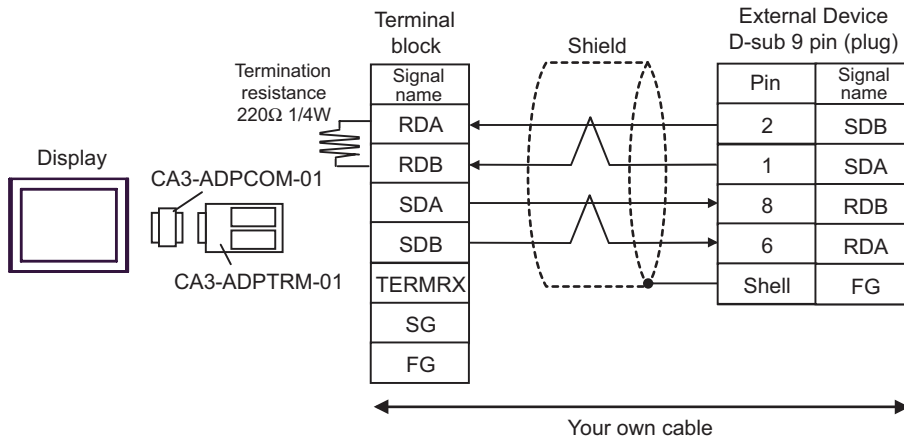 Terminal
block
External Device
D-sub 9 pin (plug)
Shield
Termination
resistance
220Ω 1/4W
Signal
name
Pin
Signal
name
RDA
2
SDB
RDB
1
SDA
Display
CA3-ADPCOM-01
SDA
8
RDB
SDB
6
RDA
CA3-ADPTRM-01
TERMRX
Shell
FG
SG
FG
Your own cable